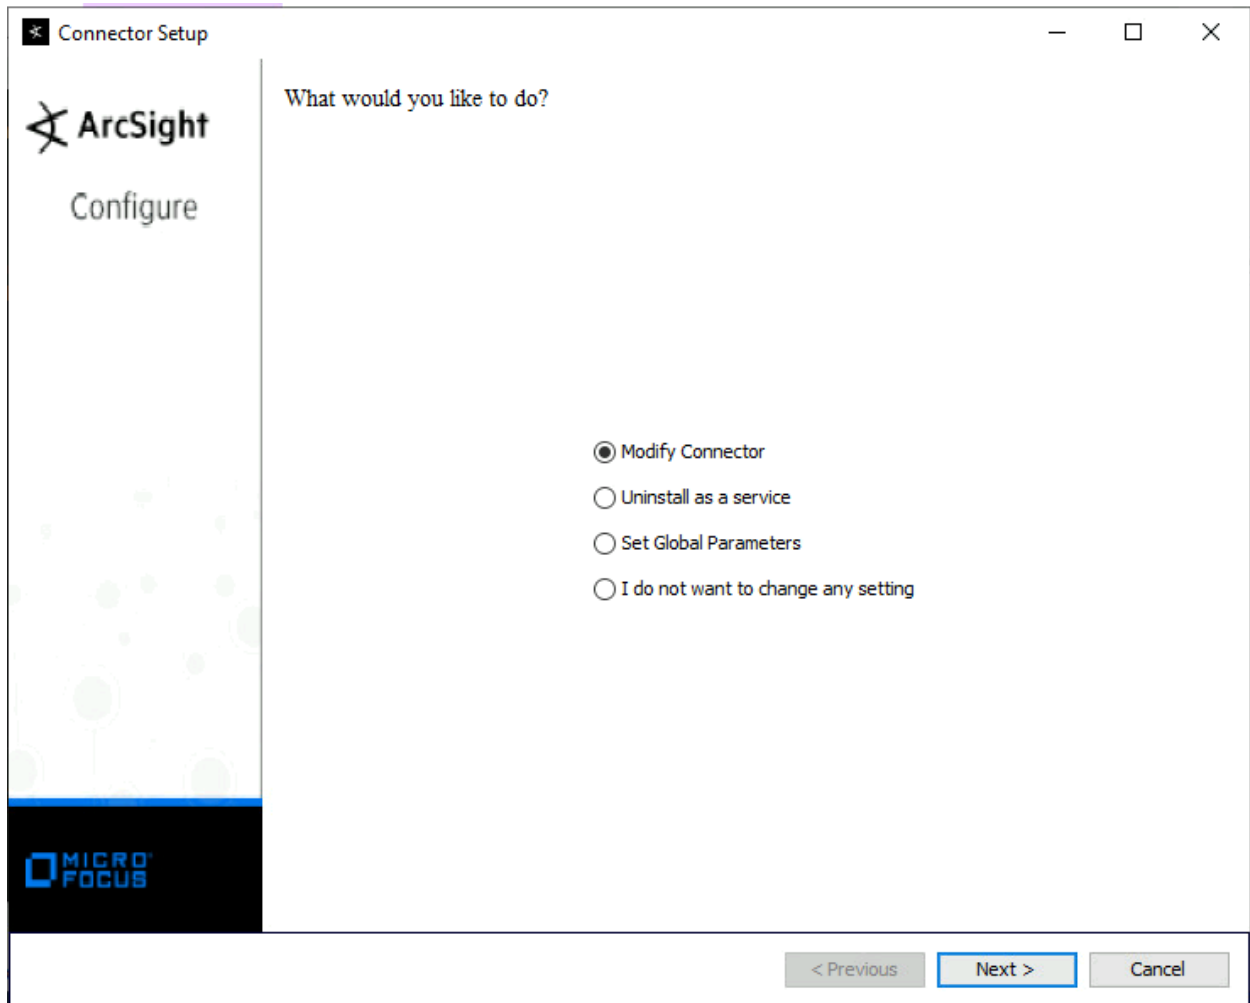 Connector Setup
ArcSight
Configure
What would you like to do?
Modify Connector
Uninstall as a service
Set Global Parameters
I do not want to change any setting
MICRO
FOCUS
< Previous
Next >
Cancel